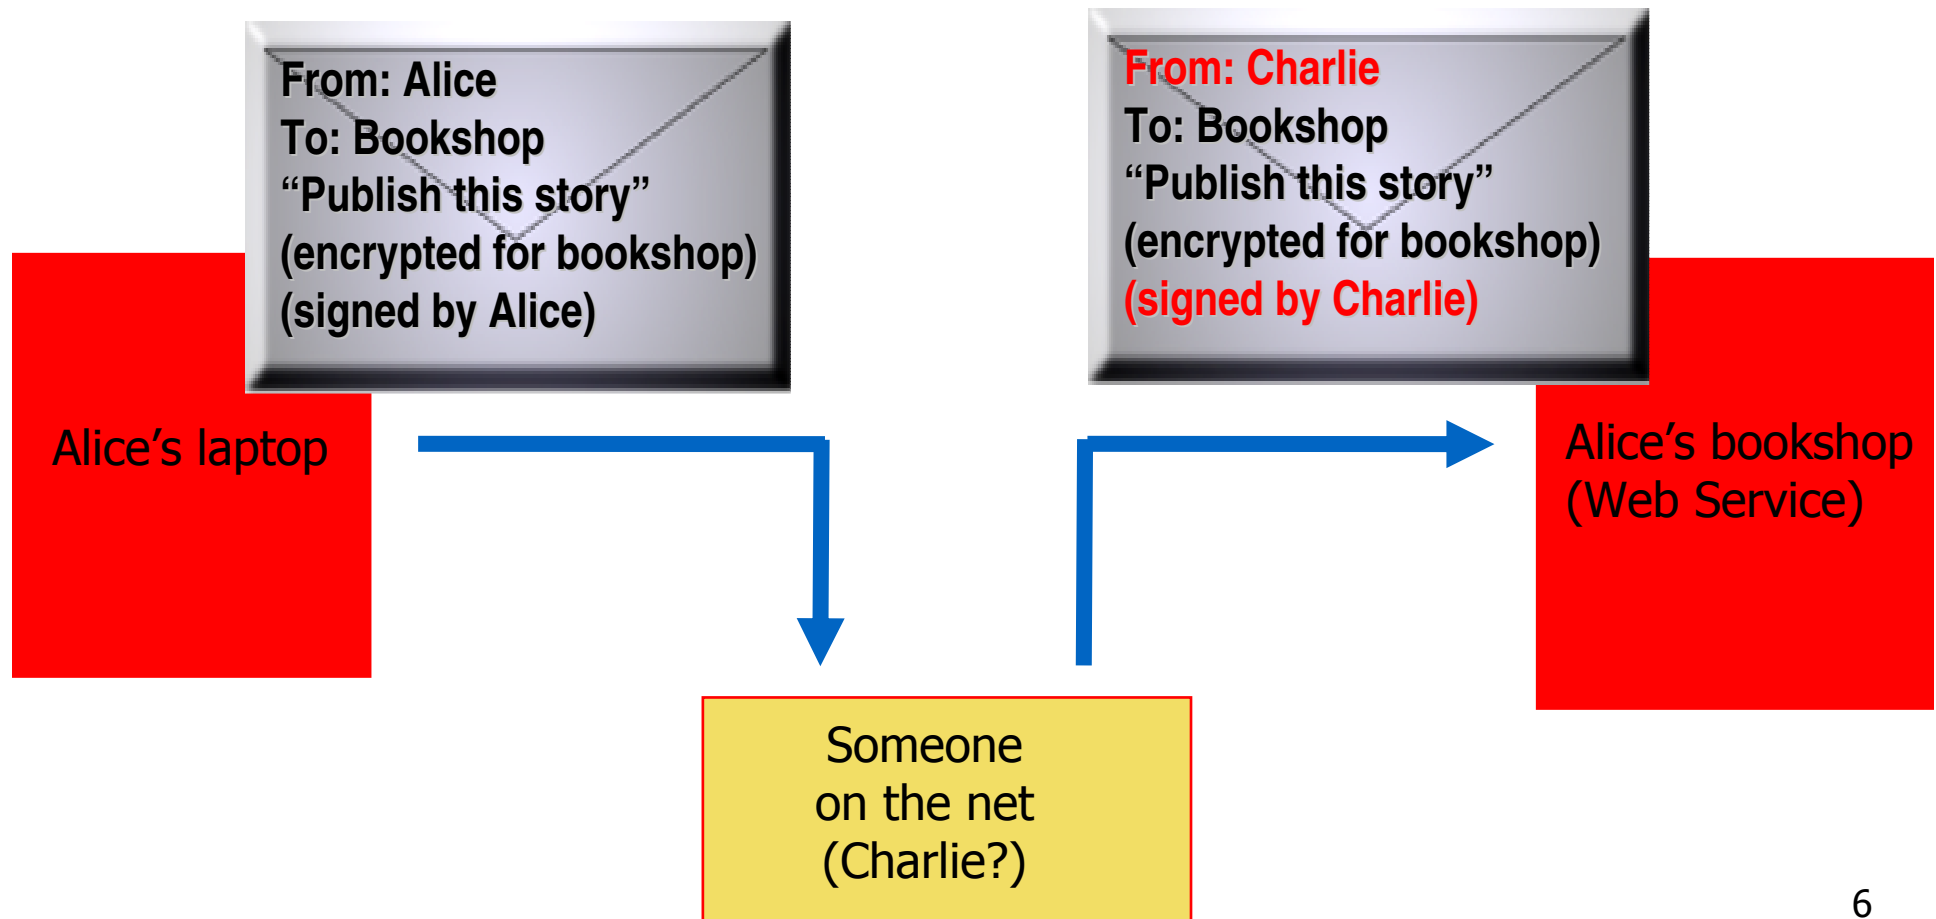 From: Alice
To: Bookshop
“Publish this story”
(encrypted for bookshop)
(signed by Alice)
From: Charlie
To: Bookshop
“Publish this story”
(encrypted for bookshop)
(signed by Charlie)
Alice’s laptop
Alice’s bookshop
(Web Service)
Someone
on the net
(Charlie?)
6